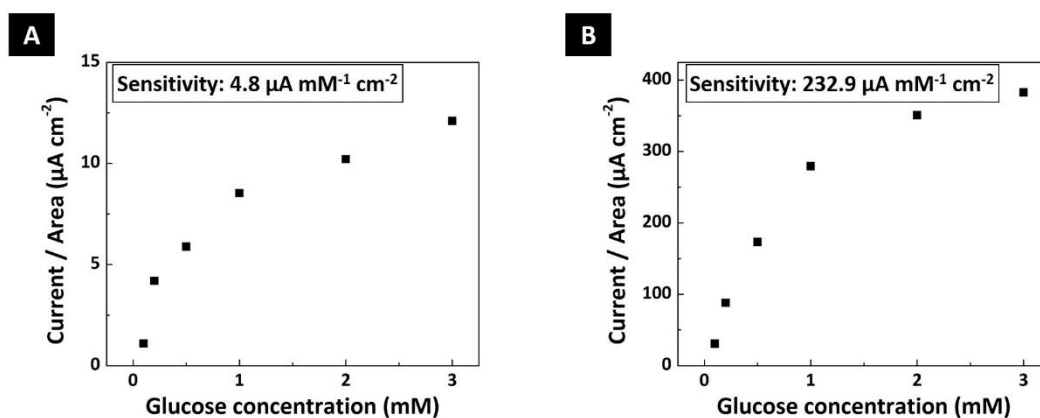 A
Sensitivity: 4.8 µA mM⁻¹ cm⁻²
Current / Area (µA cm⁻²)
15
10
5
0
0 1 2 3
Glucose concentration (mM)
B
Sensitivity: 232.9 µA mM⁻¹ cm⁻²
Current / Area (µA cm⁻²)
400
300
200
100
0
0 1 2 3
Glucose concentration (mM)